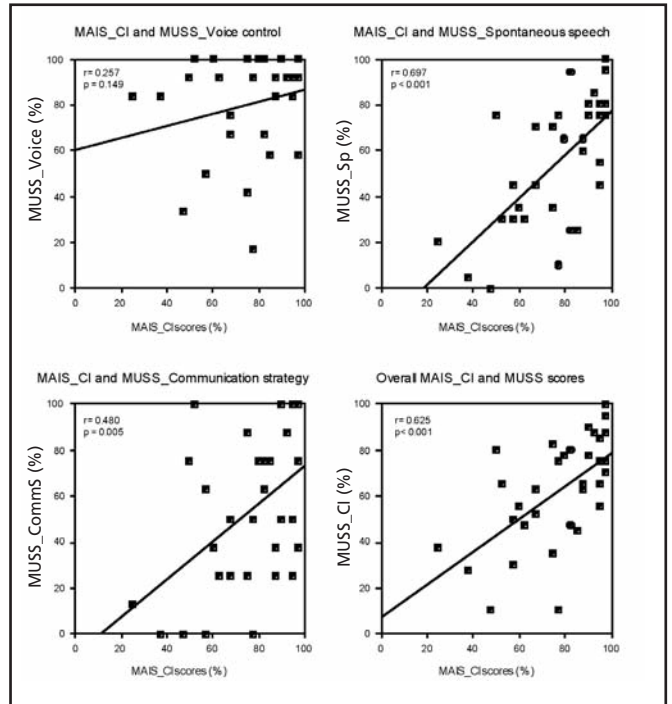 MAIS_CI and MUSS_Voice control
r= 0.257
p = 0.149
MUSS_Voice (%)
100
80
60
40
20
0
0 20 40 60 80 100
MAIS_CIscores (%)
MAIS_CI and MUSS_Spontaneous speech
r= 0.697
p < 0.001
MUSS_Sp (%)
100
80
60
40
20
0
0 20 40 60 80 100
MAIS_CIscores (%)
MAIS_CI and MUSS_Communication strategy
r= 0.480
p = 0.005
MUSS_CommS (%)
100
80
60
40
20
0
0 20 40 60 80 100
MAIS_CIscores (%)
Overall MAIS_CI and MUSS scores
r= 0.625
p< 0.001
MUSS_CI (%)
100
80
60
40
20
0
0 20 40 60 80 100
MAIS_CIscores (%)